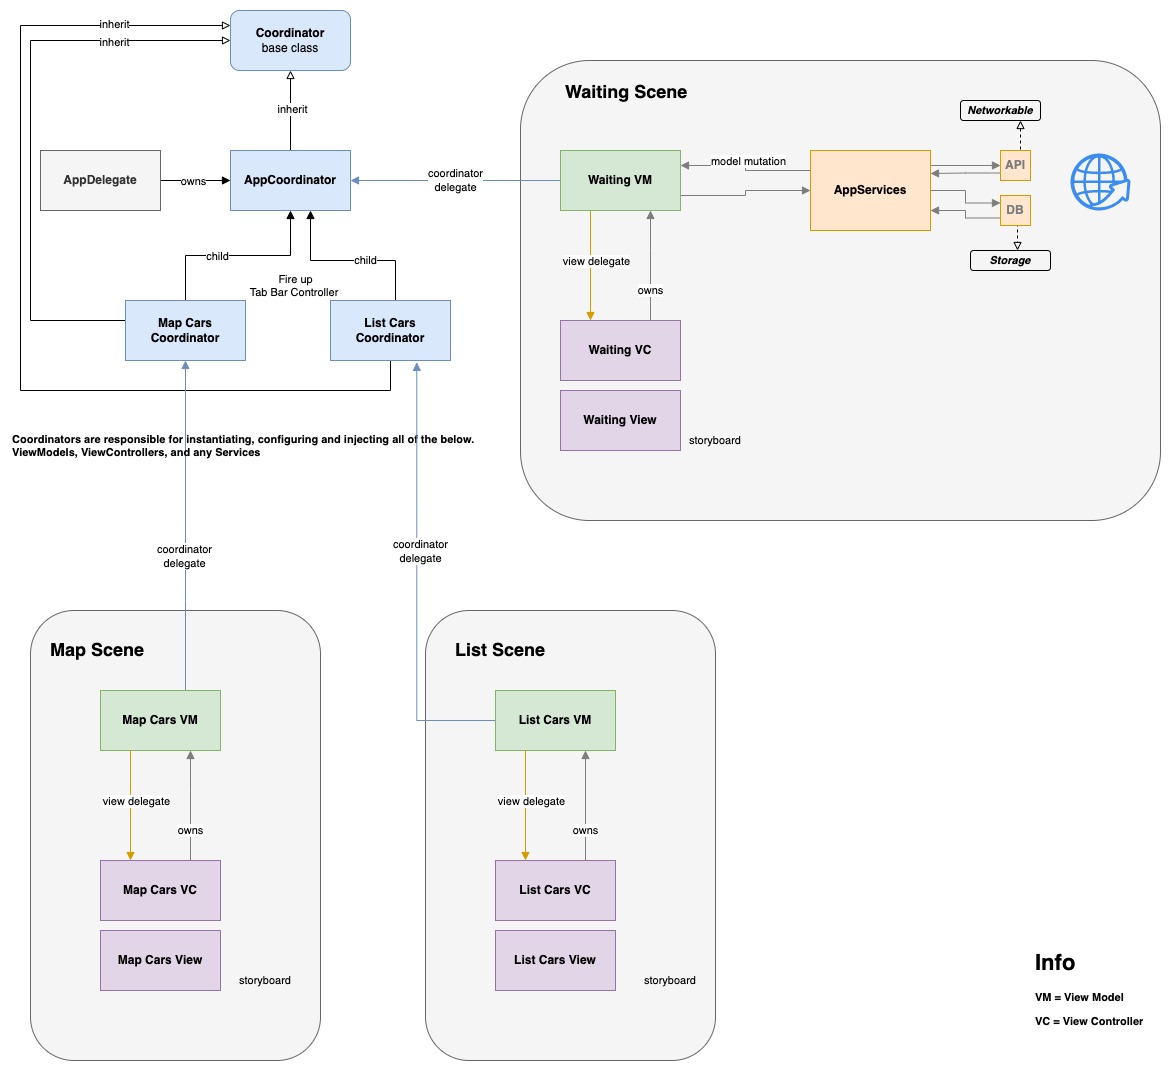 inherit
inherit
Coordinator
base class
inherit
AppDelegate
owns
AppCoordinator
coordinator
delegate
child
child
Fire up
Tab Bar Controller
Map Cars
Coordinator
List Cars
Coordinator
Coordinators are responsible for instantiating, configuring and injecting all of the below.
ViewModels, ViewControllers, and any Services
Waiting Scene
Networkable
Waiting VM
model mutation
AppServices
API
DB
Storage
view delegate
owns
Waiting VC
Waiting View
storyboard
coordinator
delegate
coordinator
delegate
Map Scene
Map Cars VM
view delegate
owns
Map Cars VC
Map Cars View
storyboard
List Scene
List Cars VM
view delegate
owns
List Cars VC
List Cars View
storyboard
Info
VM = View Model
VC = View Controller